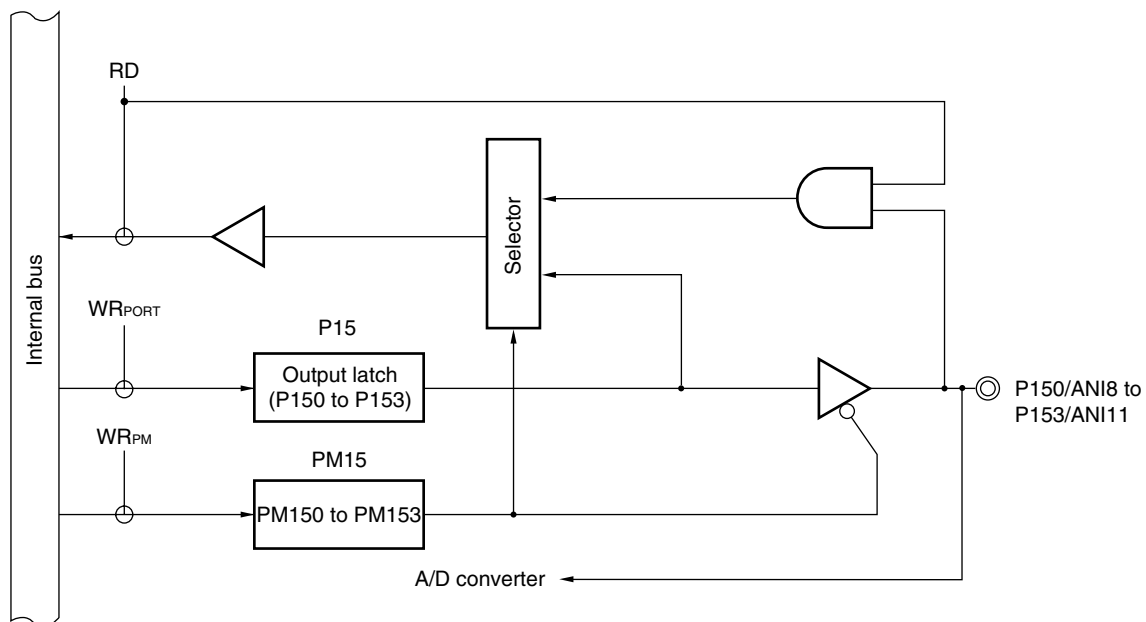 RD
Internal bus
Selector
WRPORT
P15
Output latch
(P150 to P153)
P150/ANI8 to
P153/ANI11
WRPM
PM15
PM150 to PM153
A/D converter